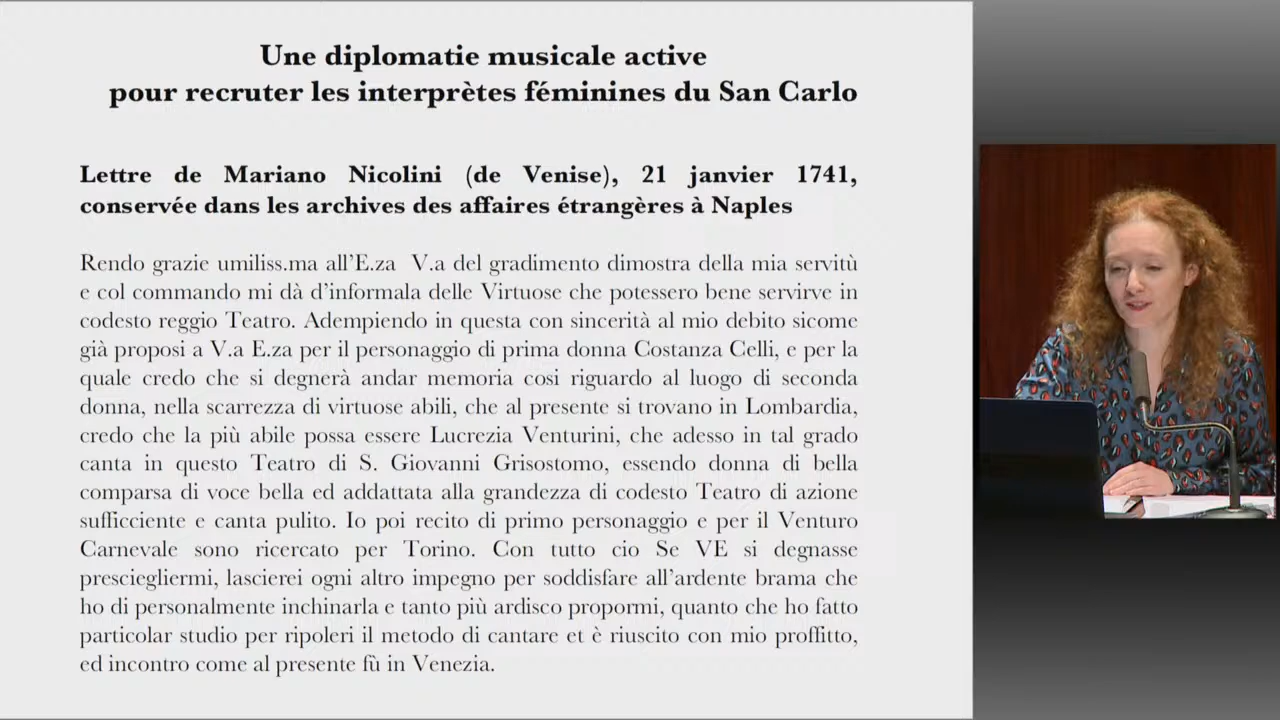 Une diplomatie musicale active
pour recruter les interprètes féminines du San Carlo
Lettre de Mariano Nicolini (de Venise), 21 janvier 1741,
conservée dans les archives des affaires étrangères à Naples
Rendo grazie umiliss.ma all'E.za V.a del gradimento dimostra della mia servitù
e col commando mi dà d'informala delle Virtuose che potessero bene servirve in
codesto reggio Teatro. Adempiendo in questa con sincerità al mio debito sicome
già proposi a V.a E.za per il personaggio di prima donna Costanza Celli, e per la
quale credo che si degnerà andar memoria cosi riguardo al luogo di seconda
donna, nella scarrezza di virtuose abili, che al presente si trovano in Lombardia,
credo che la più abile possa essere Lucrezia Venturini, che adesso in tal grado
canta in questo Teatro di S. Giovanni Grisostomo, essendo donna di bella
comparsa di voce bella ed addattata alla grandezza di codesto Teatro di azione
sufficciente e canta pulito. Io poi recito di primo personaggio e per il Venturo
Carnevale sono ricercato per Torino. Con tutto cio Se VE si degnasse
presciegliermi, lascierei ogni altro impegno per soddisfare all'ardente brama che
ho di personalmente inchinarla e tanto più ardisco propormi, quanto che ho fatto
particolar studio per ripoleri il metodo di cantare et è riuscito con mio proffitto,
ed incontro come al presente fù in Venezia.